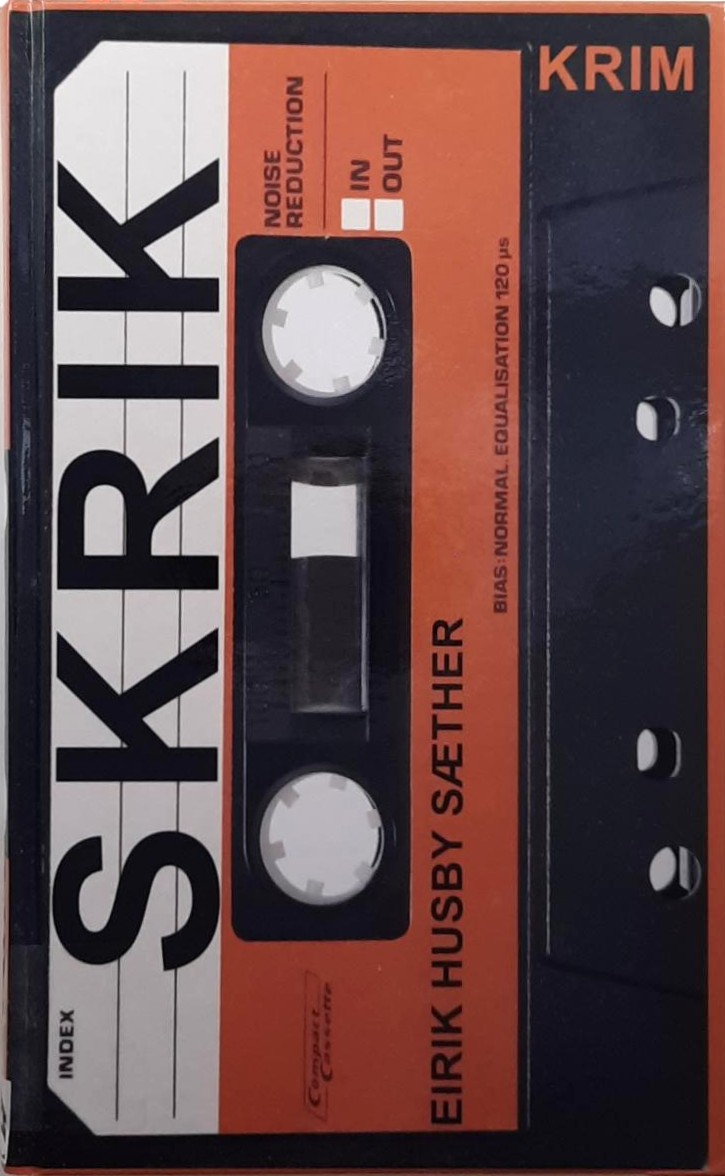 KRIM
INDEX
SKRIK
NOISE
REDUCTION
IN
OUT
Compact
Cassette
EIRIK HUSBY SÆTHER
BIAS: NORMAL. EQUALISATION 120 µs